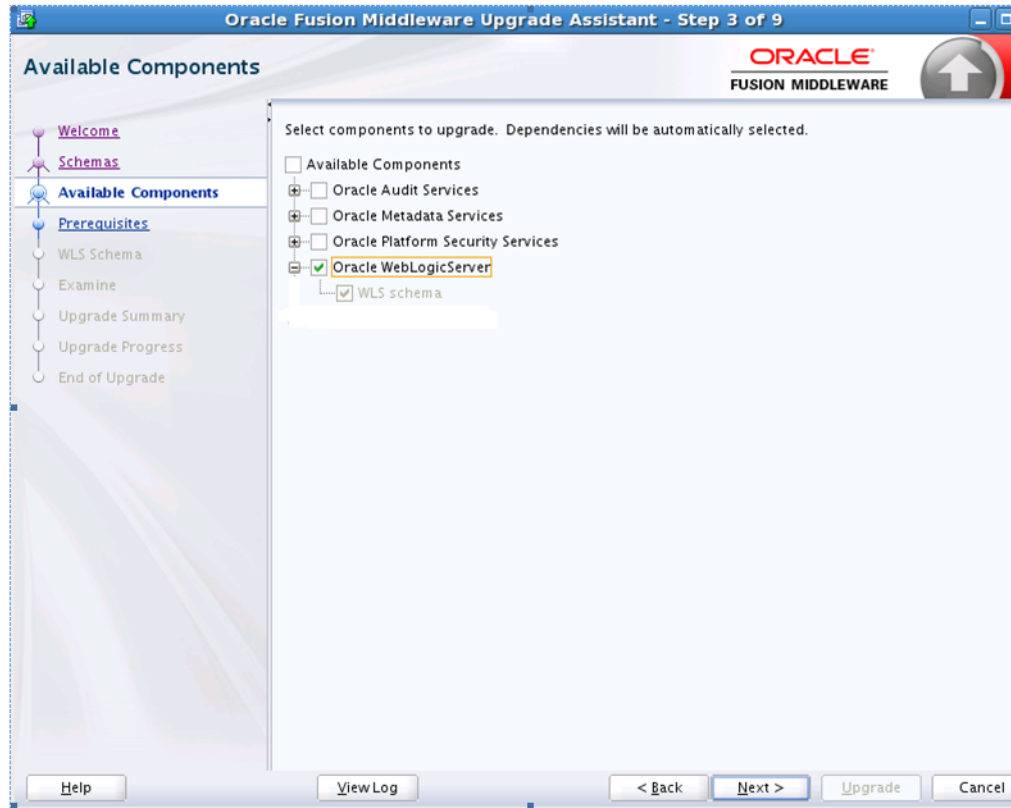 Oracle Fusion Middleware Upgrade Assistant - Step 3 of 9
Available Components
ORACLE
FUSION MIDDLEWARE
Welcome
Schemas
Available Components
Prerequisites
WLS Schema
Examine
Upgrade Summary
Upgrade Progress
End of Upgrade
Select components to upgrade. Dependencies will be automatically selected.
Available Components
Oracle Audit Services
Oracle Metadata Services
Oracle Platform Security Services
Oracle WebLogicServer
WLS schema
Help
View Log
< Back
Next >
Upgrade
Cancel